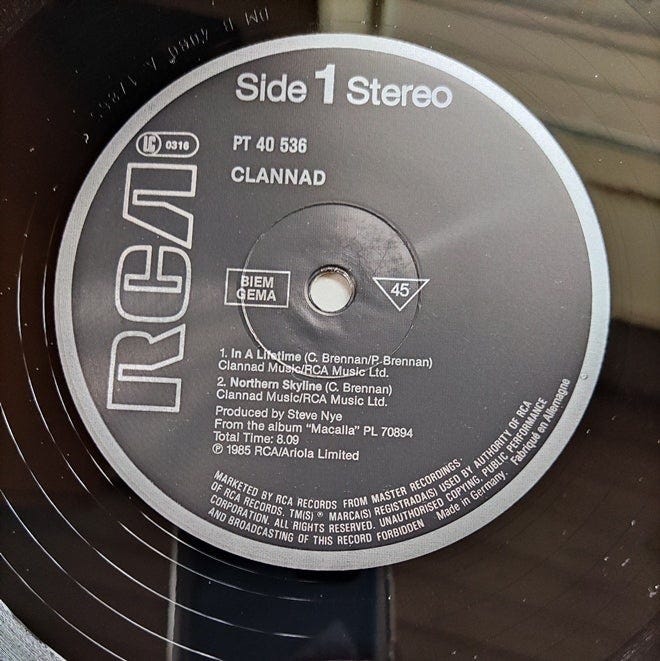 Side 1 Stereo
LC 0316
PT 40 536
CLANNAD
RCA
BIEM
GEMA
45
1. In A Lifetime (C. Brennan/P. Brennan)
Clannad Music/RCA Music Ltd.
2. Northern Skyline (C. Brennan)
Clannad Music/RCA Music Ltd.
Produced by Steve Nye
From the album "Macalla" PL 70894
Total Time: 8.09
℗ 1985 RCA/Ariola Limited
MARKETED BY RCA RECORDS FROM MASTER RECORDINGS.
OF RCA RECORDS. TM(S) ® MARCA(S) REGISTRADA(S) USED BY AUTHORITY OF RCA
CORPORATION. ALL RIGHTS RESERVED. UNAUTHORISED COPYING, PUBLIC PERFORMANCE
AND BROADCASTING OF THIS RECORD FORBIDDEN Made in Germany. Fabriqué en Allemagne